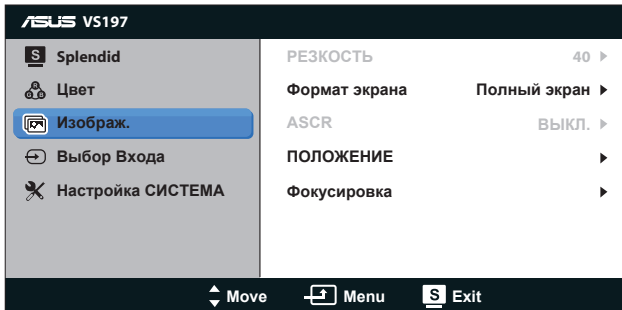 ASUS VS197
S Splendid
Цвет
Изображ.
Выбор Входа
Настройка СИСТЕМА
РЕЗКОСТЬ 40
Формат экрана Полный экран
ASCR ВЫКЛ.
ПОЛОЖЕНИЕ
Фокусировка
Move Menu S Exit